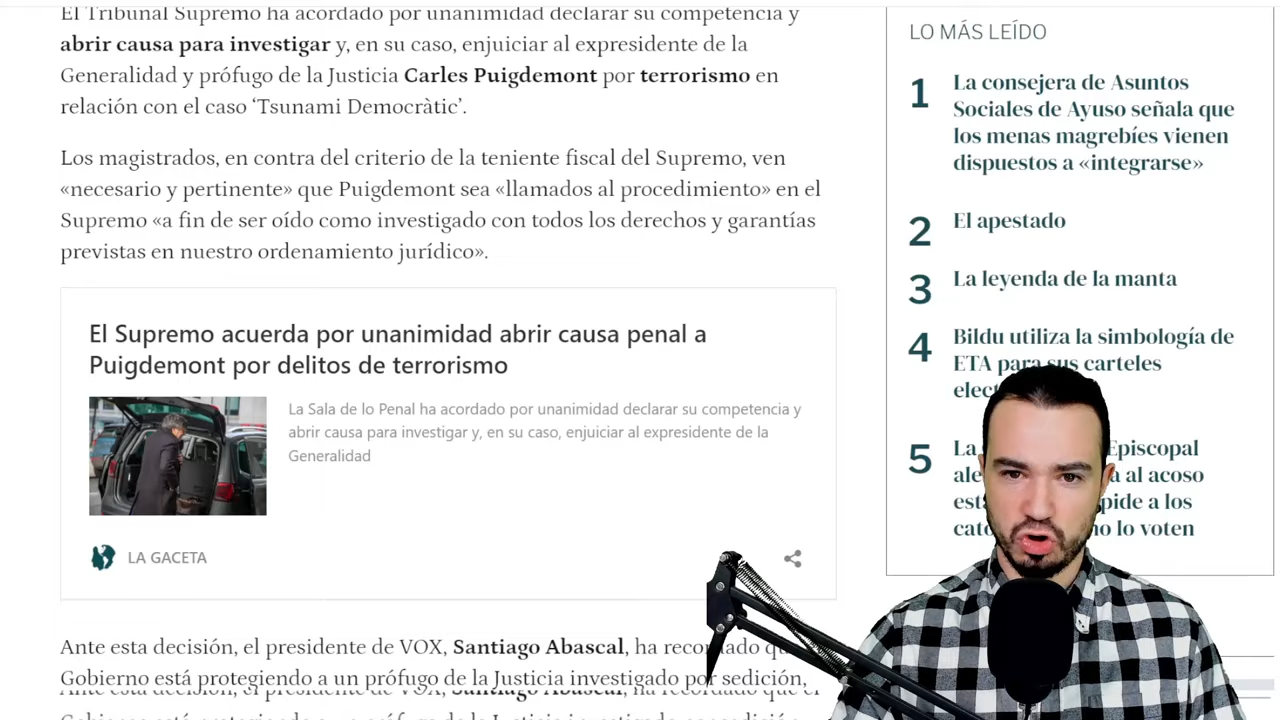 El Tribunal Supremo ha acordado por unanimidad declarar su competencia y
abrir causa para investigar y, en su caso, enjuiciar al expresidente de la
Generalidad y prófugo de la Justicia Carles Puigdemont por terrorismo en
relación con el caso ‘Tsunami Democràtic’.
Los magistrados, en contra del criterio de la teniente fiscal del Supremo, ven
«necesario y pertinente» que Puigdemont sea «llamados al procedimiento» en el
Supremo «a fin de ser oído como investigado con todos los derechos y garantías
previstas en nuestro ordenamiento jurídico».
El Supremo acuerda por unanimidad abrir causa penal a
Puigdemont por delitos de terrorismo
La Sala de lo Penal ha acordado por unanimidad declarar su competencia y
abrir causa para investigar y, en su caso, enjuiciar al expresidente de la
Generalidad
LA GACETA
Ante esta decisión, el presidente de VOX, Santiago Abascal, ha recordado
Gobierno está protegiendo a un prófugo de la Justicia investigado por sedición,
LO MÁS LEÍDO
1 La consejera de Asuntos
Sociales de Ayuso señala que
los menas magrebíes vienen
dispuestos a «integrarse»
2 El apestado
3 La leyenda de la manta
4 Bildu utiliza la simbología de
ETA para sus carteles
5 La Episcopal
a al acoso
pide a los
no lo voten